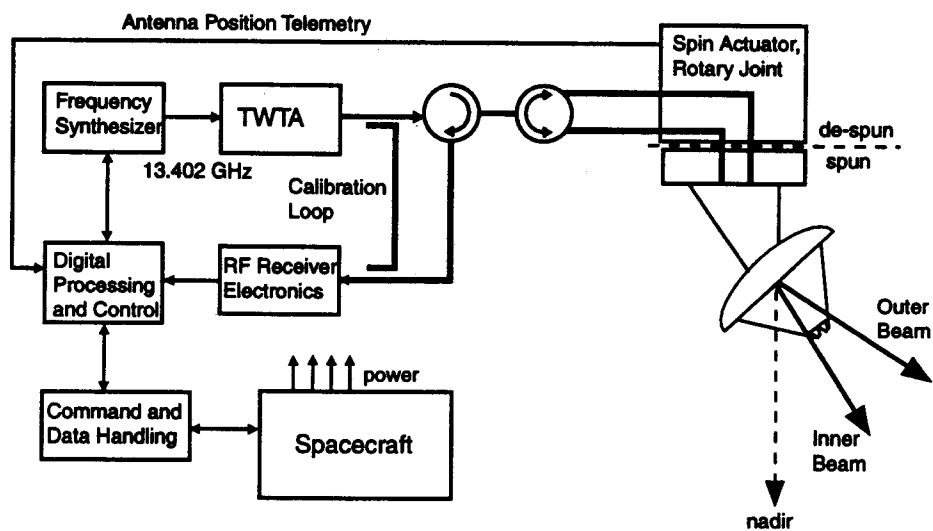 Antenna Position Telemetry
Spin Actuator,
Rotary Joint
Frequency
Synthesizer
TWTA
de-spun
spun
13.402 GHz
Calibration
Loop
Digital
Processing
and Control
RF Receiver
Electronics
Outer
Beam
power
Command and
Data Handling
Spacecraft
Inner
Beam
nadir